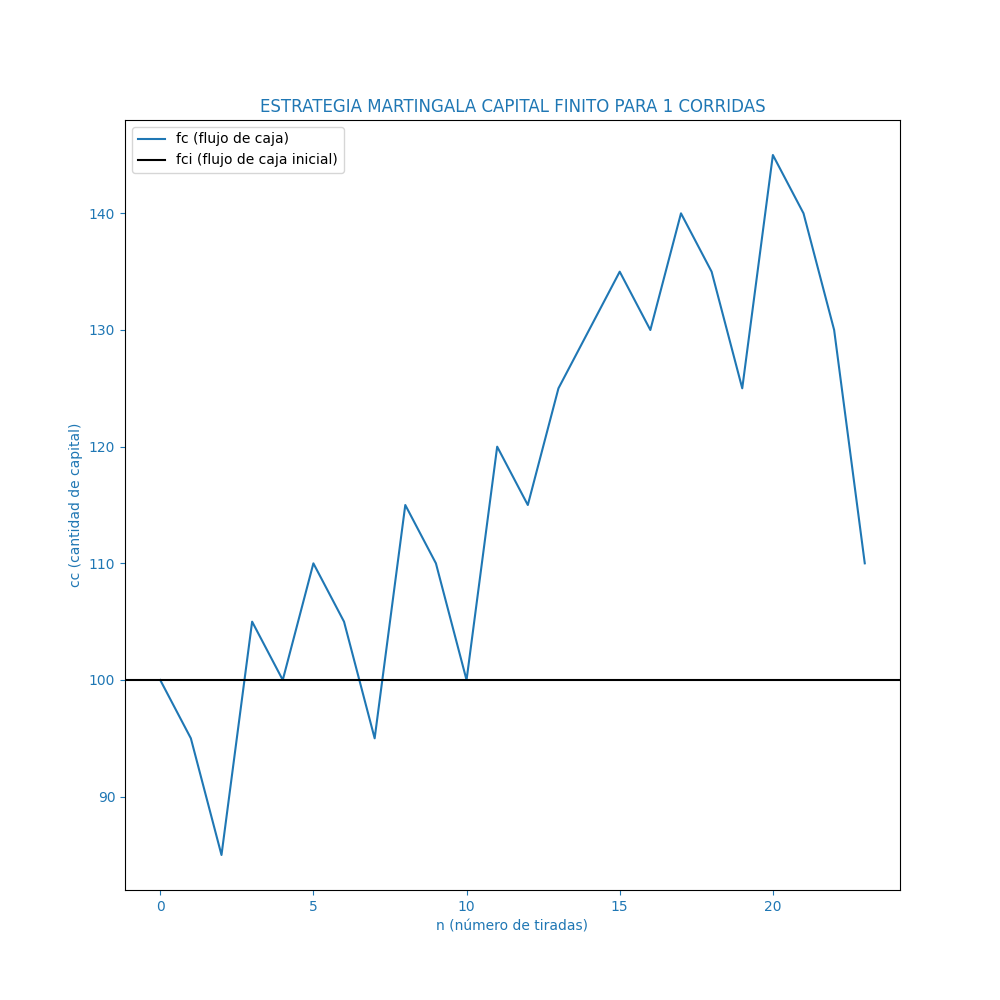 ESTRATEGIA MARTINGALA CAPITAL FINITO PARA 1 CORRIDAS
fc (flujo de caja)
fci (flujo de caja inicial)
140
130
120
110
100
90
cc (cantidad de capital)
0 5 10 15 20
n (número de tiradas)